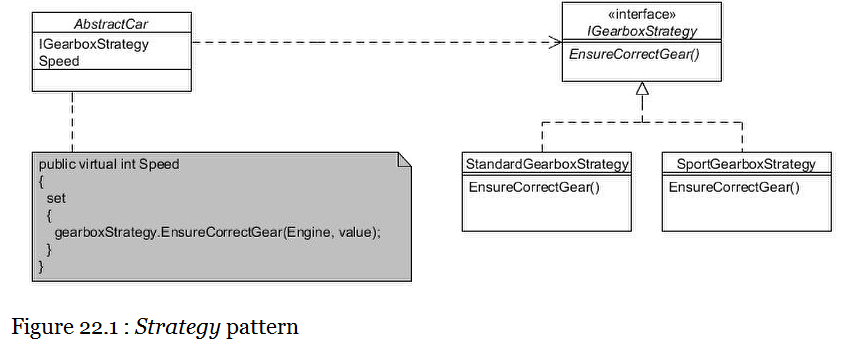 AbstractCar
IGearboxStrategy
Speed
«interface»
IGearboxStrategy
EnsureCorrectGear()
public virtual int Speed
{
set
{
gearboxStrategy.EnsureCorrectGear(Engine, value);
}
}
StandardGearboxStrategy
EnsureCorrectGear()
SportGearboxStrategy
EnsureCorrectGear()
Figure 22.1 : Strategy pattern